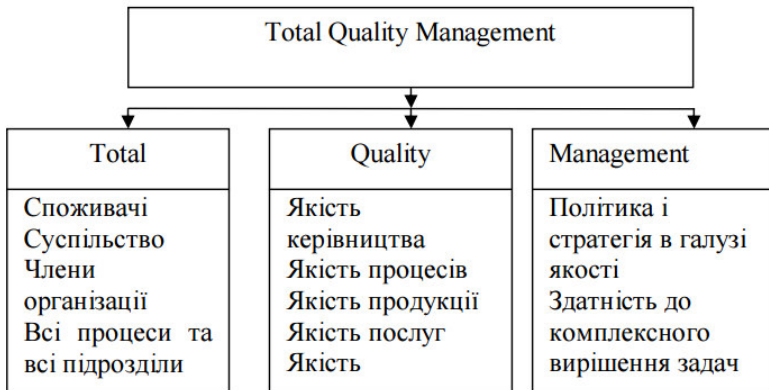 Total Quality Management
Total
Споживачі
Суспільство
Члени
організації
Всі процеси та
всі підрозділи
Quality
Якість
керівництва
Якість процесів
Якість продукції
Якість послуг
Якість
Management
Політика і
стратегія в галузі
якості
Здатність до
комплексного
вирішення задач